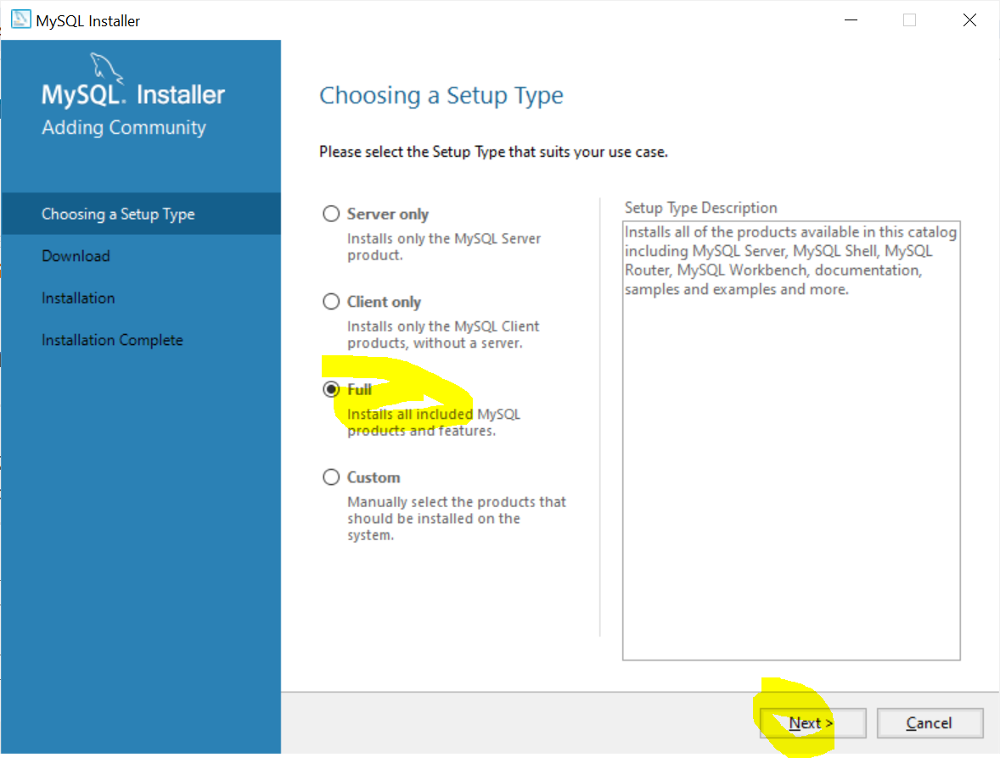 MySQL Installer
MySQL. Installer
Adding Community
Choosing a Setup Type
Download
Installation
Installation Complete
Choosing a Setup Type
Please select the Setup Type that suits your use case.
Server only
Installs only the MySQL Server
product.
Client only
Installs only the MySQL Client
products, without a server.
Full
Installs all included MySQL
products and features.
Custom
Manually select the products that
should be installed on the
system.
Setup Type Description
Installs all of the products available in this catalog
including MySQL Server, MySQL Shell, MySQL
Router, MySQL Workbench, documentation,
samples and examples and more.
Next >
Cancel